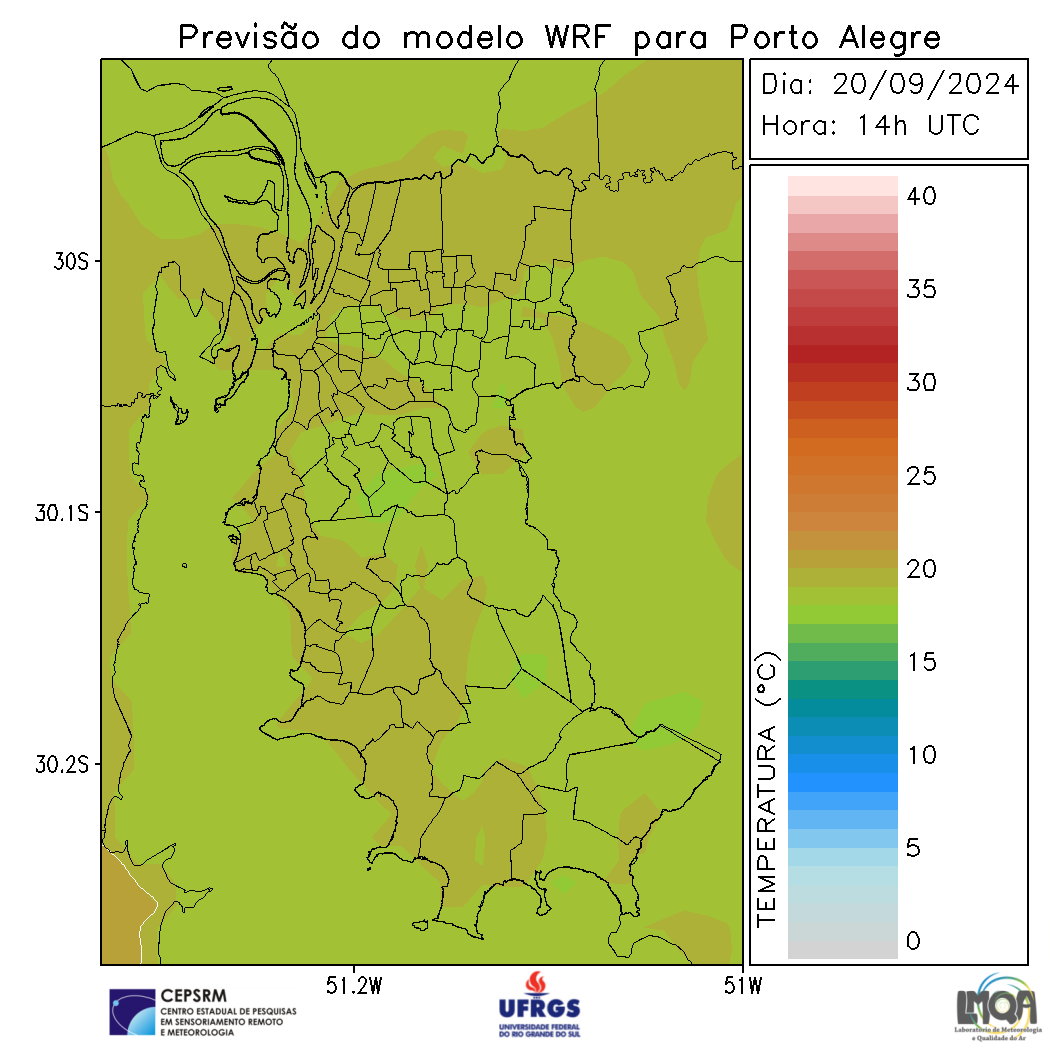 Previsão do modelo WRF para Porto Alegre
Dia: 20/09/2024
Hora: 14h UTC
30S
30.1S
30.2S
51.2W
51W
40
35
30
25
20
15
10
5
0
TEMPERATURA (°C)
CEPSRM
CENTRO ESTADUAL DE PESQUISAS
EM SENSORIAMENTO REMOTO
E METEOROLOGIA
UFRGS
UNIVERSIDADE FEDERAL
DO RIO GRANDE DO SUL
LMQA
Laboratório de Meteorologia
e Qualidade do Ar